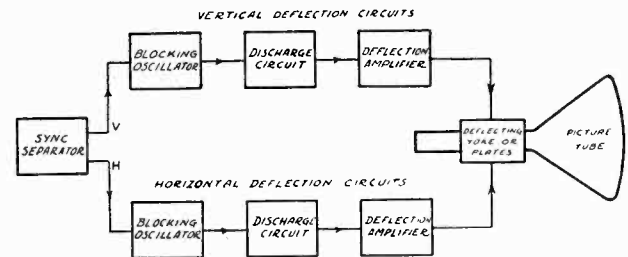 VERTICAL DEFLECTION CIRCUITS
BLOCKING
OSCILLATOR
DISCHARGE
CIRCUIT
DEFLECTION
AMPLIFIER
SYNC
SEPARATOR
V
H
DEFLECTING
YOKE OR
PLATES
PICTURE
TUBE
HORIZONTAL DEFLECTION CIRCUITS
BLOCKING
OSCILLATOR
DISCHARGE
CIRCUIT
DEFLECTION
AMPLIFIER